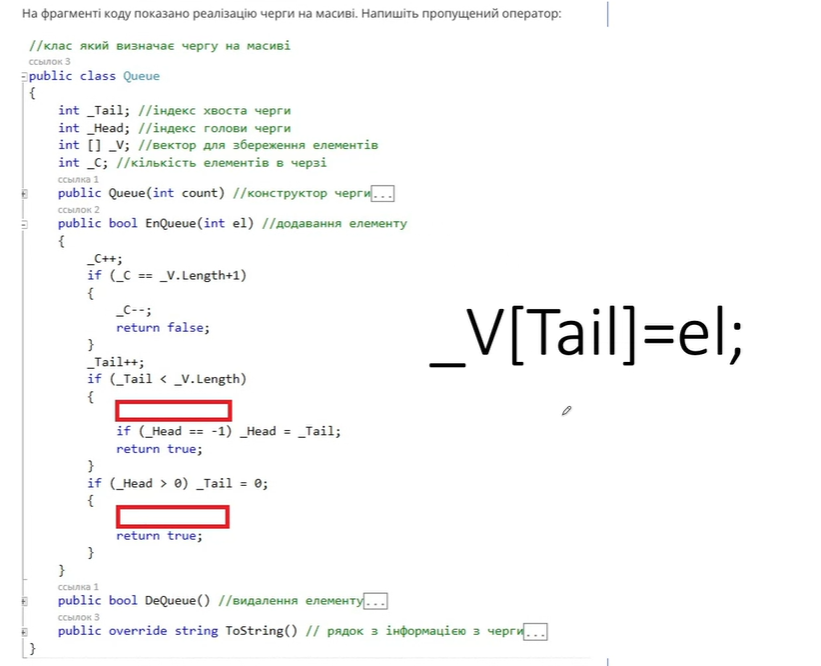 На фрагменті коду показано реалізацію черги на масиві. Напишіть пропущений оператор:
//клас який визначає чергу на масиві
ссылок 3
public class Queue
{
int _Tail; //індекс хвоста черги
int _Head; //індекс голови черги
int [] _V; //вектор для збереження елементів
int _C; //кількість елементів в черзі
ссылка 1
public Queue(int count) //конструктор черги...
ссылок 2
public bool EnQueue(int el) //додавання елементу
{
_C++;
if (_C == _V.Length+1)
{
_C--;
return false;
}
_Tail++;
if (_Tail < _V.Length)
{
if (_Head == -1) _Head = _Tail;
return true;
}
if (_Head > 0) _Tail = 0;
{
return true;
}
}
ссылка 1
public bool DeQueue() //видалення елементу...
ссылок 3
public override string ToString() // рядок з інформацією з черги...
}
_V[Tail]=el;